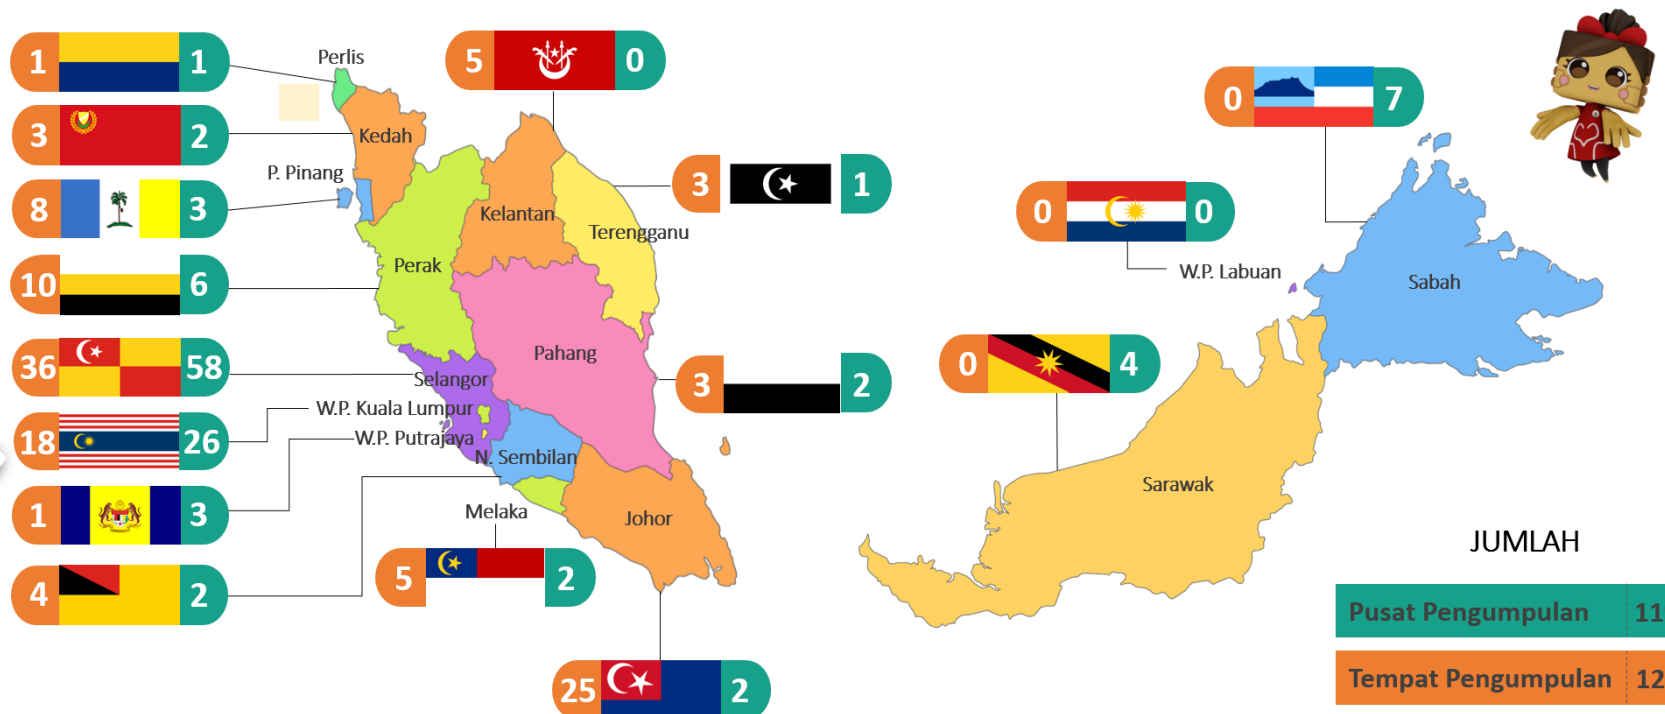 1 1
Perlis
5 0
3 2
Kedah
P. Pinang
8 3
Kelantan
3 1
Terengganu
10 6
Perak
36 58
Pahang
Selangor
3 2
W.P. Kuala Lumpur
18 26
W.P. Putrajaya
N. Sembilan
1 3
Melaka
Johor
4 2
5 2
25 2
0 7
0 0
W.P. Labuan
Sabah
0 4
Sarawak
JUMLAH
Pusat Pengumpulan 11
Tempat Pengumpulan 12